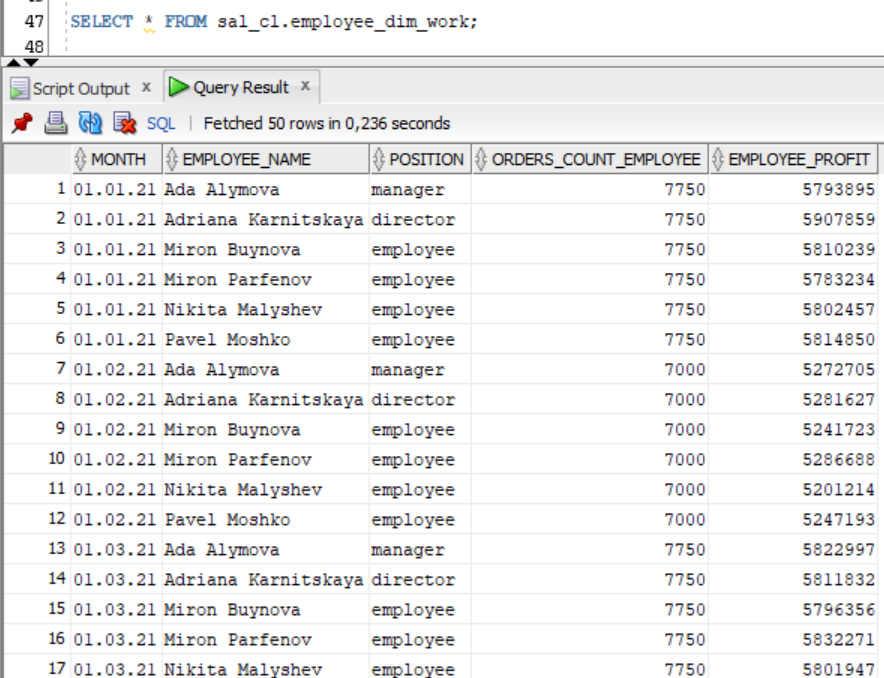 47 SELECT * FROM sal_cl.employee_dim_work;
48
Script Output x Query Result x
SQL | Fetched 50 rows in 0,236 seconds
MONTH EMPLOYEE_NAME POSITION ORDERS_COUNT_EMPLOYEE EMPLOYEE_PROFIT
1 01.01.21 Ada Alymova manager 7750 5793895
2 01.01.21 Adriana Karnitskaya director 7750 5907859
3 01.01.21 Miron Buynova employee 7750 5810239
4 01.01.21 Miron Parfenov employee 7750 5783234
5 01.01.21 Nikita Malyshev employee 7750 5802457
6 01.01.21 Pavel Moshko employee 7750 5814850
7 01.02.21 Ada Alymova manager 7000 5272705
8 01.02.21 Adriana Karnitskaya director 7000 5281627
9 01.02.21 Miron Buynova employee 7000 5241723
10 01.02.21 Miron Parfenov employee 7000 5286688
11 01.02.21 Nikita Malyshev employee 7000 5201214
12 01.02.21 Pavel Moshko employee 7000 5247193
13 01.03.21 Ada Alymova manager 7750 5822997
14 01.03.21 Adriana Karnitskaya director 7750 5811832
15 01.03.21 Miron Buynova employee 7750 5796356
16 01.03.21 Miron Parfenov employee 7750 5832271
17 01.03.21 Nikita Malyshev employee 7750 5801947